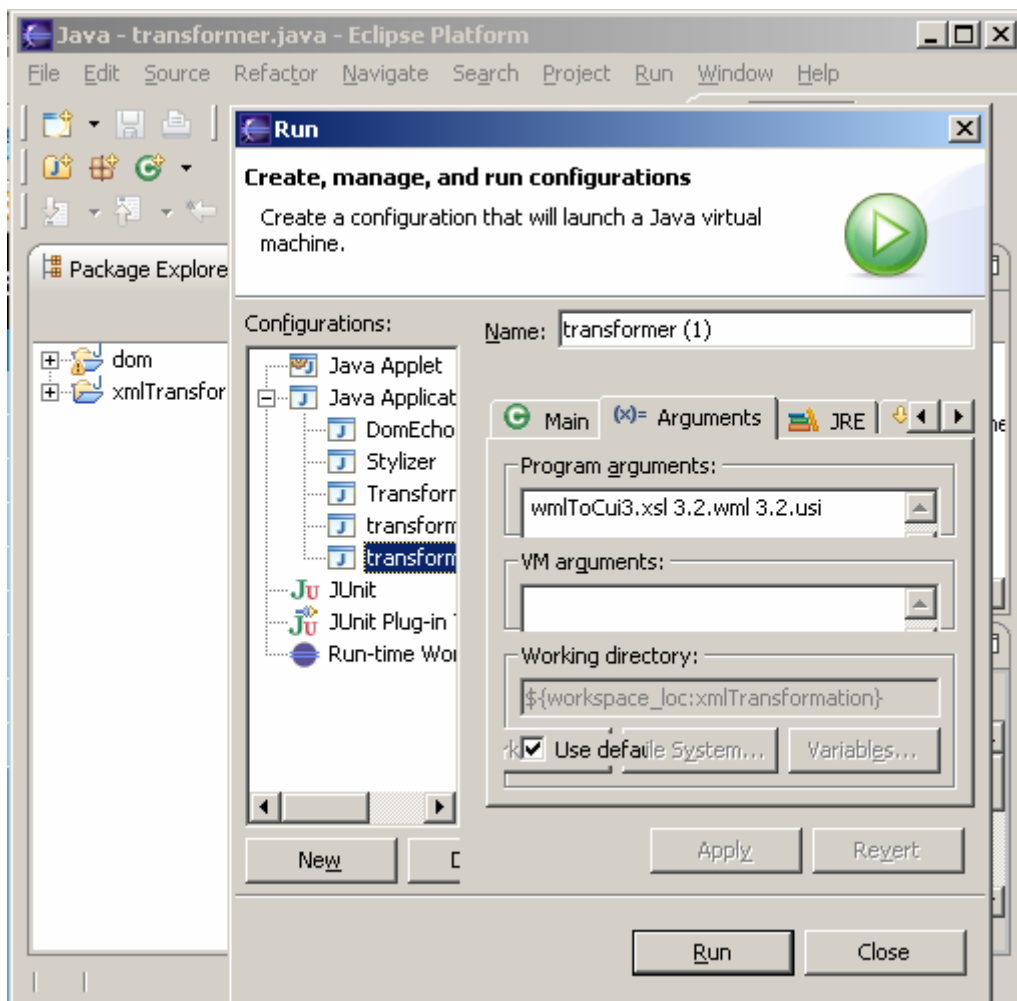 Java - transformer.java - Eclipse Platform
File Edit Source Refactor Navigate Search Project Run Window Help
Run
Create, manage, and run configurations
Create a configuration that will launch a Java virtual
machine.
Package Explore
Configurations:
Name: transformer (1)
dom
xmlTransfor
Java Applet
Java Applicat
DomEcho
Stylizer
Transform
transform
transform
JUnit
JUnit Plug-in
Run-time Wor
Main (x)= Arguments JRE
Program arguments:
wmlToCui3.xsl 3.2.wml 3.2.usi
VM arguments:
Working directory:
${workspace_loc:xmlTransformation}
Use defau le System... Variables...
New D
Apply Revert
Run Close